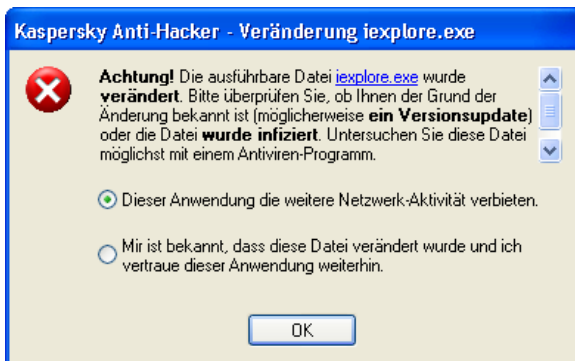 Kaspersky Anti-Hacker - Veränderung iexplore.exe
Achtung! Die ausführbare Datei iexplore.exe wurde
verändert. Bitte überprüfen Sie, ob Ihnen der Grund der
Änderung bekannt ist (möglicherweise ein Versionsupdate)
oder die Datei wurde infiziert. Untersuchen Sie diese Datei
möglichst mit einem Antiviren-Programm.
Dieser Anwendung die weitere Netzwerk-Aktivität verbieten.
Mir ist bekannt, dass diese Datei verändert wurde und ich
vertraue dieser Anwendung weiterhin.
OK